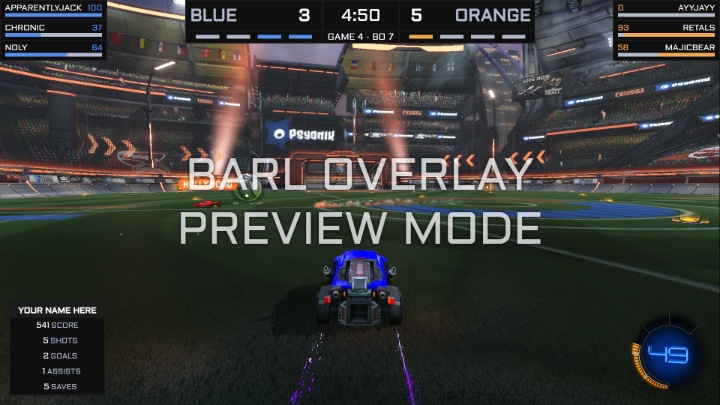 APPARENTLYJACK 100
CHRONIC 37
NOLY 64
BLUE 3 4:50 5 ORANGE
GAME 4 - BO 7
0 AYYJAYY
93 RETALS
58 MAJICBEAR
PSYONIX
BARL OVERLAY
PREVIEW MODE
YOUR NAME HERE
541 SCORE
5 SHOTS
2 GOALS
1 ASSISTS
5 SAVES
49